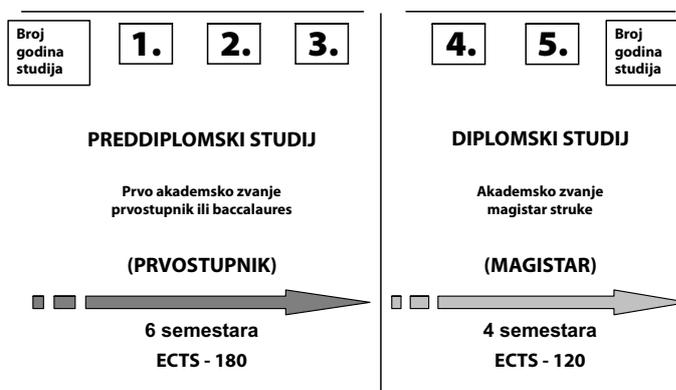 Broj
godina
studija
1.
2.
3.
PREDDIPLOMSKI STUDIJ
Prvo akademsko zvanje
prvostupnik ili baccalaures
(PRVOSTUPNIK)
6 semestara
ECTS - 180
4.
5.
Broj
godina
studija
DIPLOMSKI STUDIJ
Akademsko zvanje
magistar struke
(MAGISTAR)
4 semestara
ECTS - 120